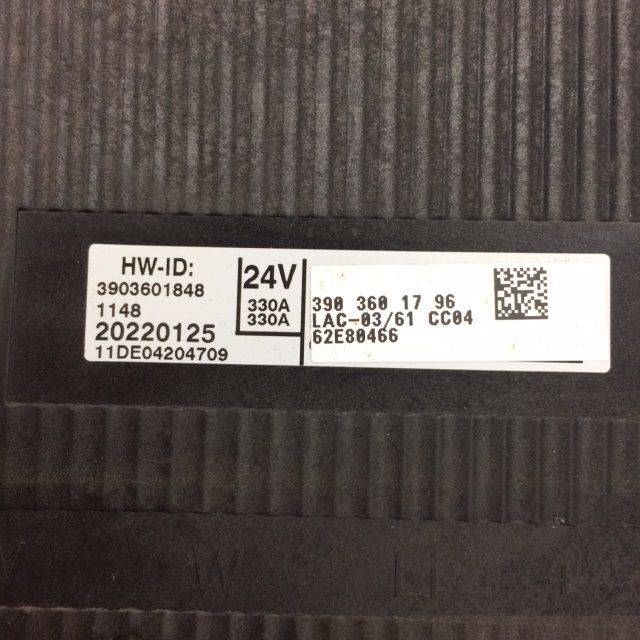 HW-ID:
3903601848
1148
20220125
11DE04204709
24V
330A
330A
390 360 17 96
LAC-03/61 CC04
62E80466
W